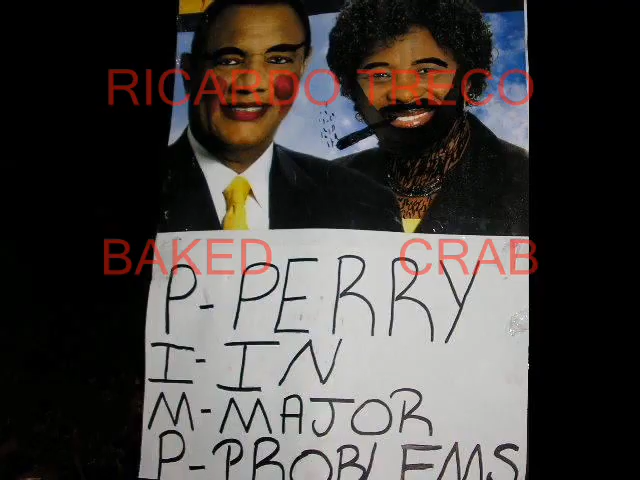 RICARDO TRECO
BAKED CRAB
P-PERRY
I-IN
M-MAJOR
P-PROBLEMS